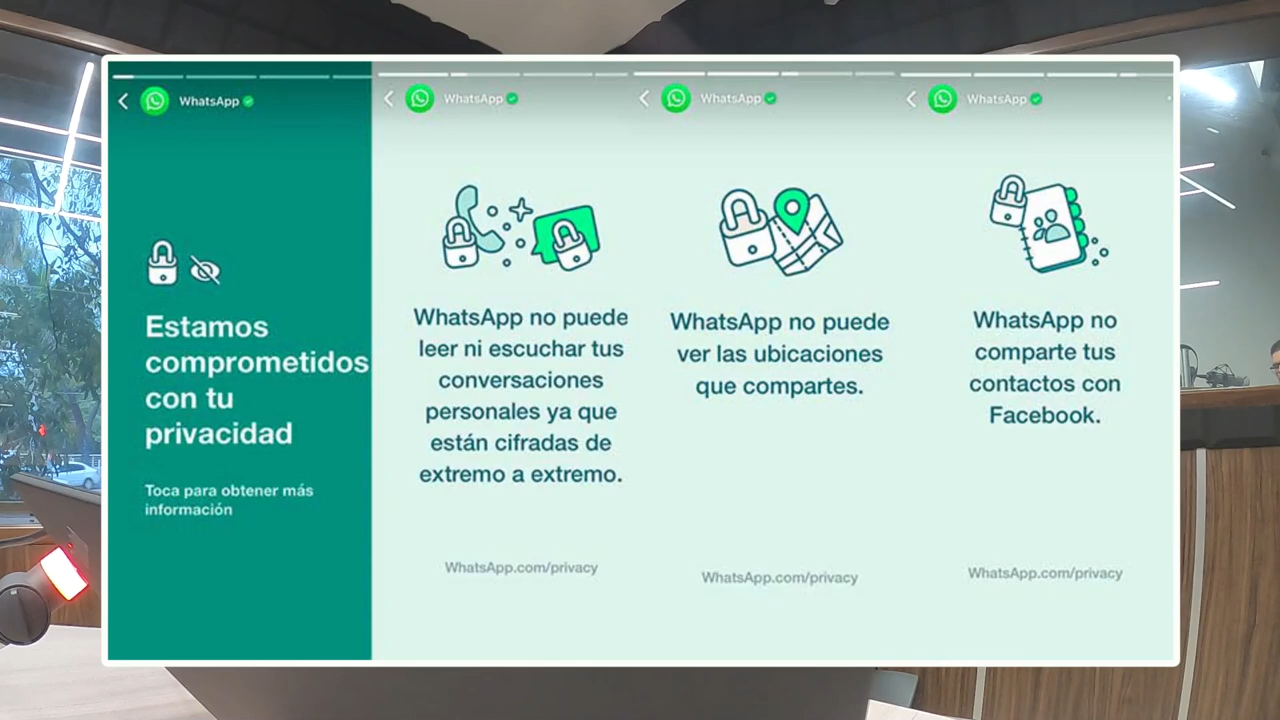 WhatsApp
Estamos
comprometidos
con tu
privacidad
Toca para obtener más
información
WhatsApp
WhatsApp no puede
leer ni escuchar tus
conversaciones
personales ya que
están cifradas de
extremo a extremo.
WhatsApp.com/privacy
WhatsApp
WhatsApp no puede
ver las ubicaciones
que compartes.
WhatsApp.com/privacy
WhatsApp
WhatsApp no
comparte tus
contactos con
Facebook.
WhatsApp.com/privacy